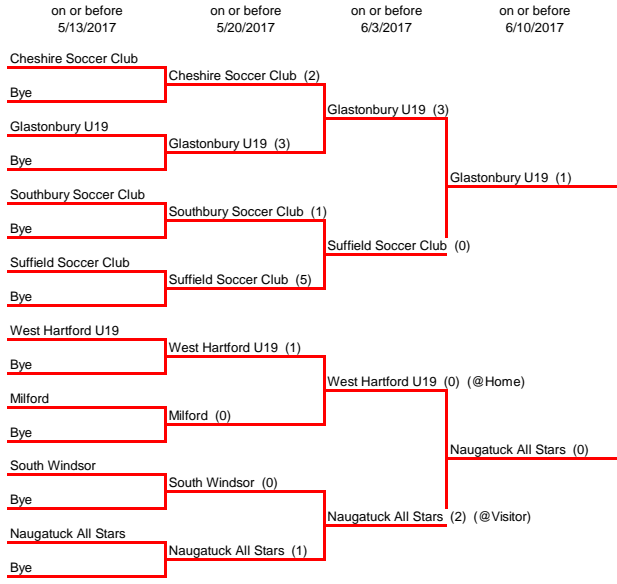 on or before
5/13/2017
on or before
5/20/2017
on or before
6/3/2017
on or before
6/10/2017
Cheshire Soccer Club
Cheshire Soccer Club (2)
Bye
Glastonbury U19 (3)
Glastonbury U19
Glastonbury U19 (3)
Bye
Glastonbury U19 (1)
Southbury Soccer Club
Southbury Soccer Club (1)
Bye
Suffield Soccer Club (0)
Suffield Soccer Club
Suffield Soccer Club (5)
Bye
West Hartford U19
West Hartford U19 (1)
Bye
West Hartford U19 (0) (@Home)
Milford
Milford (0)
Bye
Naugatuck All Stars (0)
South Windsor
South Windsor (0)
Bye
Naugatuck All Stars (2) (@Visitor)
Naugatuck All Stars
Naugatuck All Stars (1)
Bye